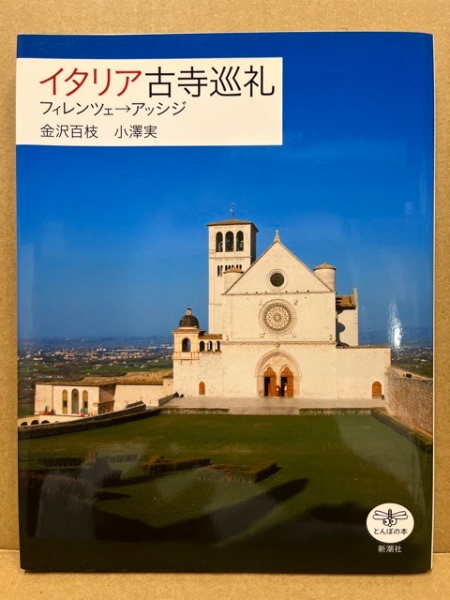 イタリア古寺巡礼
フィレンツェ→アッシジ
金沢百枝 小澤実
とんぼの本
新潮社